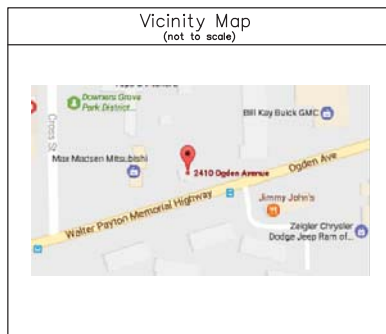 Vicinity Map
(not to scale)
Downers Grove
Park District...
Bill Kay Buick GMC
Cross St
Max Madsen Mitsubishi
2410 Ogden Avenue
Ogden Ave
Walter Payton Memorial Highway
Jimmy John's
Zeigler Chrysler
Dodge Jeep Ram of...